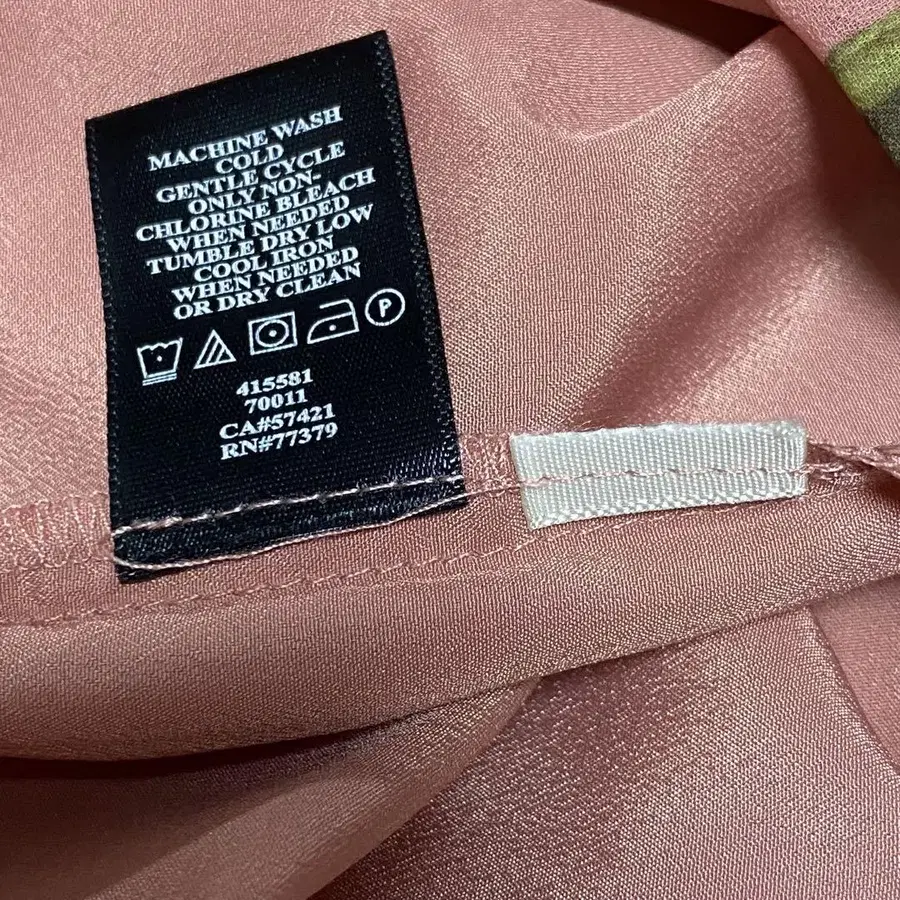 MACHINE WASH
COLD
GENTLE CYCLE
ONLY NON-
CHLORINE BLEACH
WHEN NEEDED
TUMBLE DRY LOW
COOL IRON
WHEN NEEDED
OR DRY CLEAN
P
415581
70011
CA#57421
RN#77379